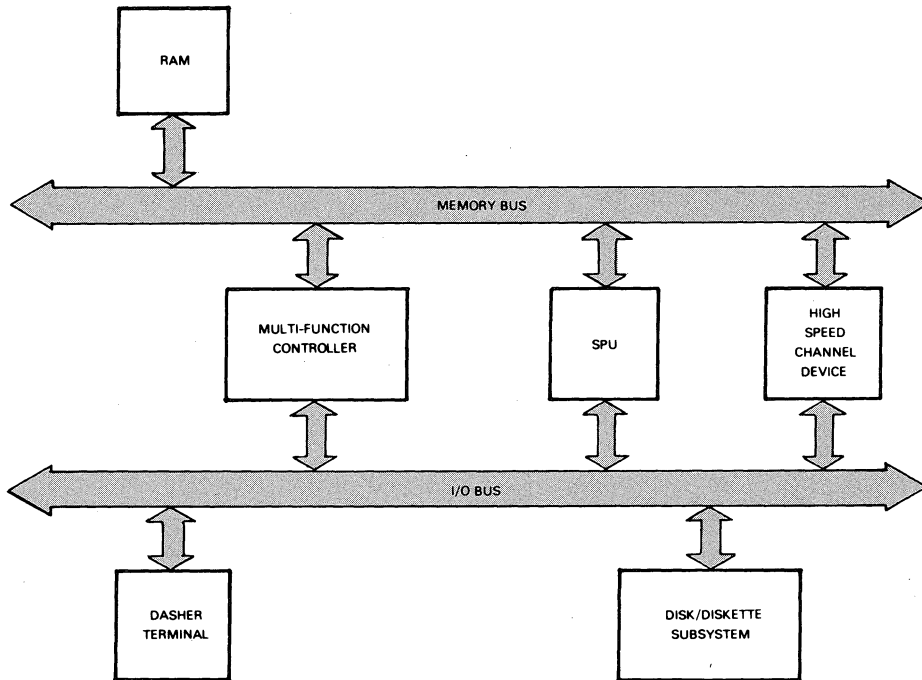 RAM
MEMORY BUS
MULTI-FUNCTION
CONTROLLER
SPU
HIGH
SPEED
CHANNEL
DEVICE
I/O BUS
DASHER
TERMINAL
DISK/DISKETTE
SUBSYSTEM